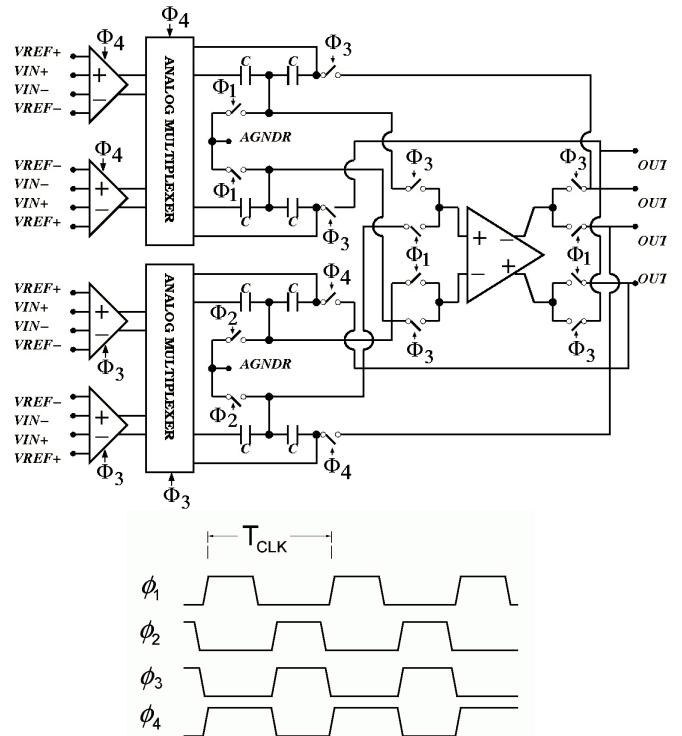 Φ4
VREF+
VIN+
VIN−
VREF−
Φ4
+
−
ANALOG MULTIPLEXER
C
C
Φ3
Φ1
AGNDR
Φ4
VREF−
VIN−
VIN+
VREF+
+
−
Φ1
C
C
Φ3
Φ3
Φ3
OUT
OUT
OUT
OUT
Φ1
Φ1
+
−
−
+
Φ3
Φ3
VREF+
VIN+
VIN−
VREF−
+
−
Φ3
ANALOG MULTIPLEXER
C
C
Φ4
Φ2
AGNDR
VREF−
VIN−
VIN+
VREF+
+
−
Φ3
Φ2
C
C
Φ4
Φ3
TCLK
ϕ1
ϕ2
ϕ3
ϕ4